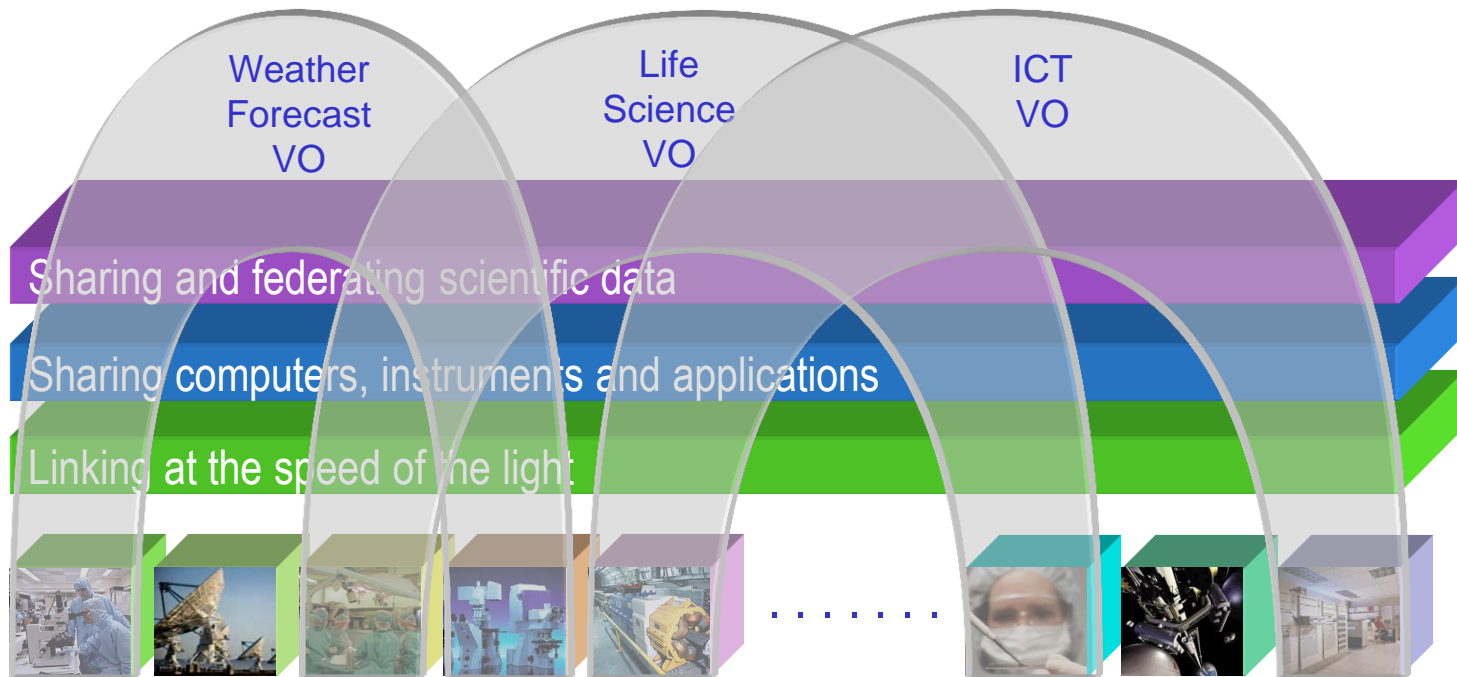 Weather
Forecast
VO
Life
Science
VO
ICT
VO
Sharing and federating scientific data
Sharing computers, instruments and applications
Linking at the speed of the light
.......